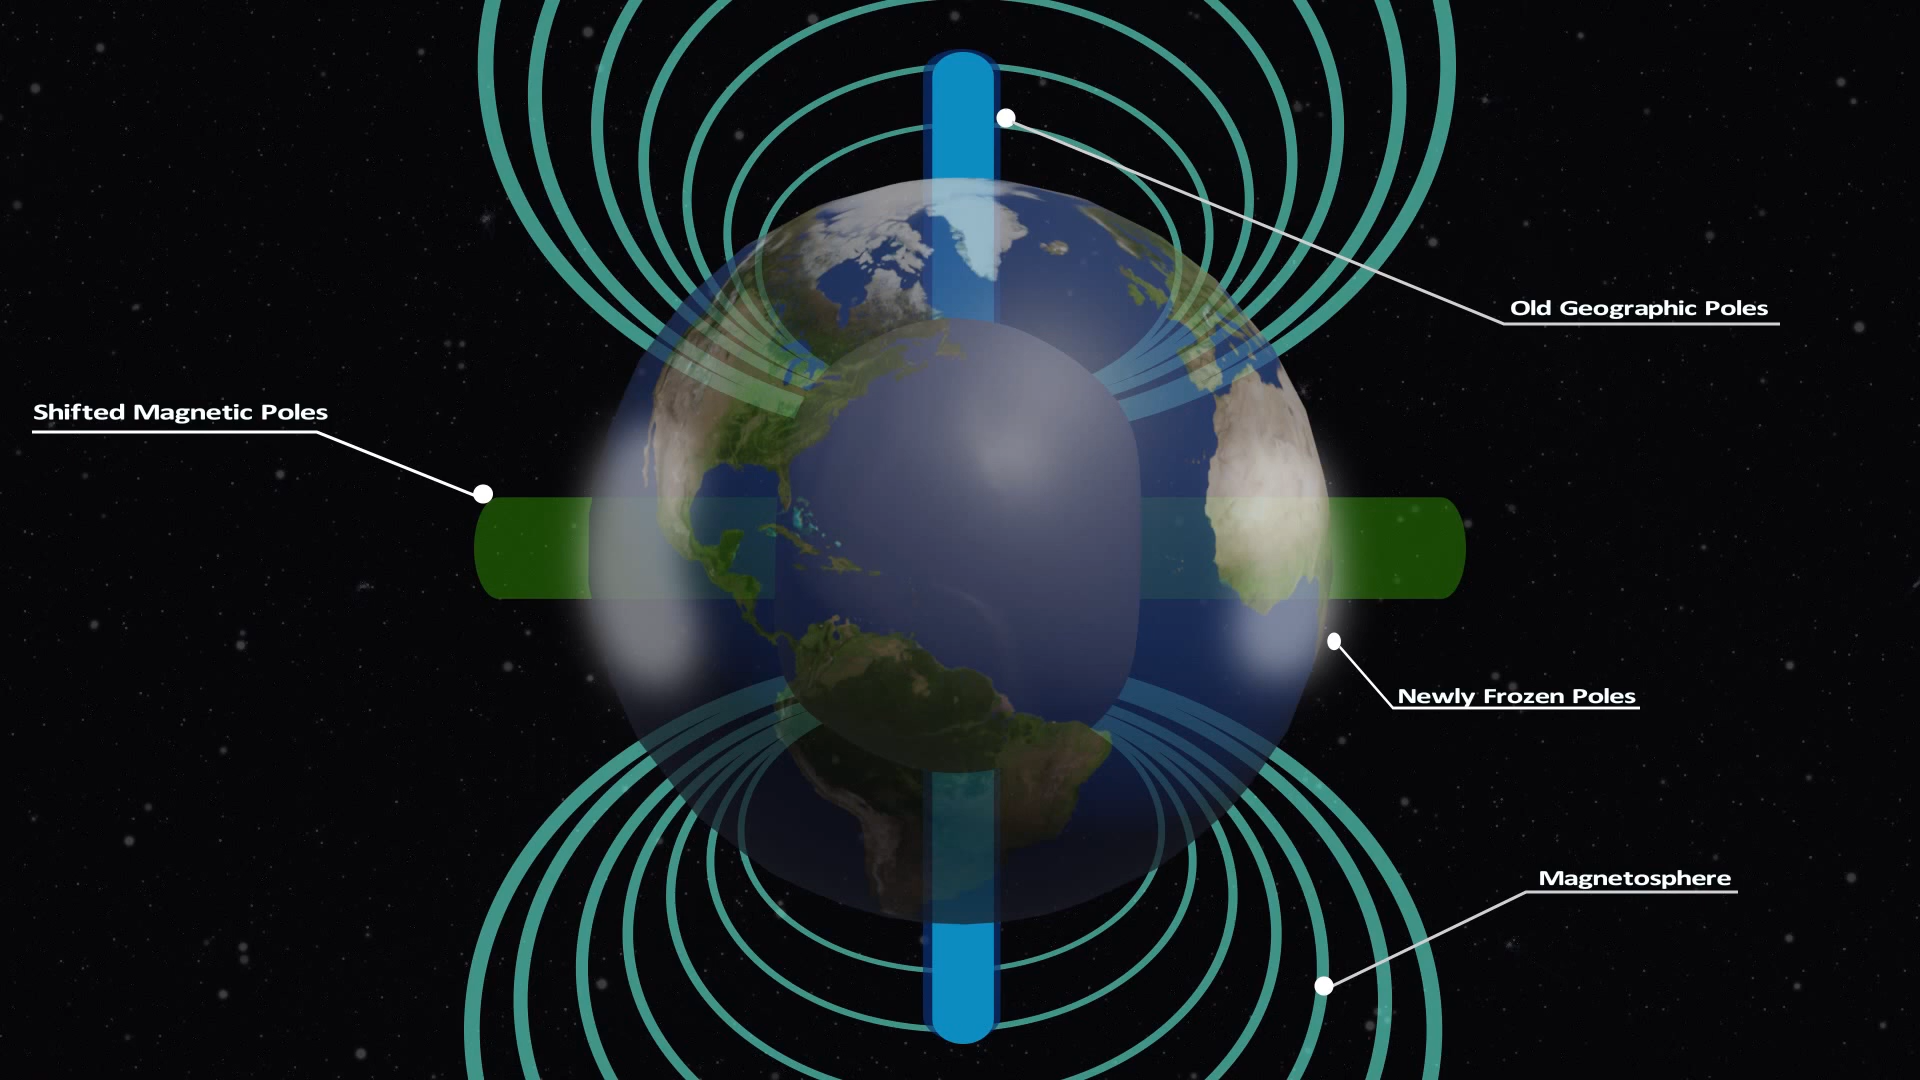 Old Geographic Poles
Shifted Magnetic Poles
Newly Frozen Poles
Magnetosphere